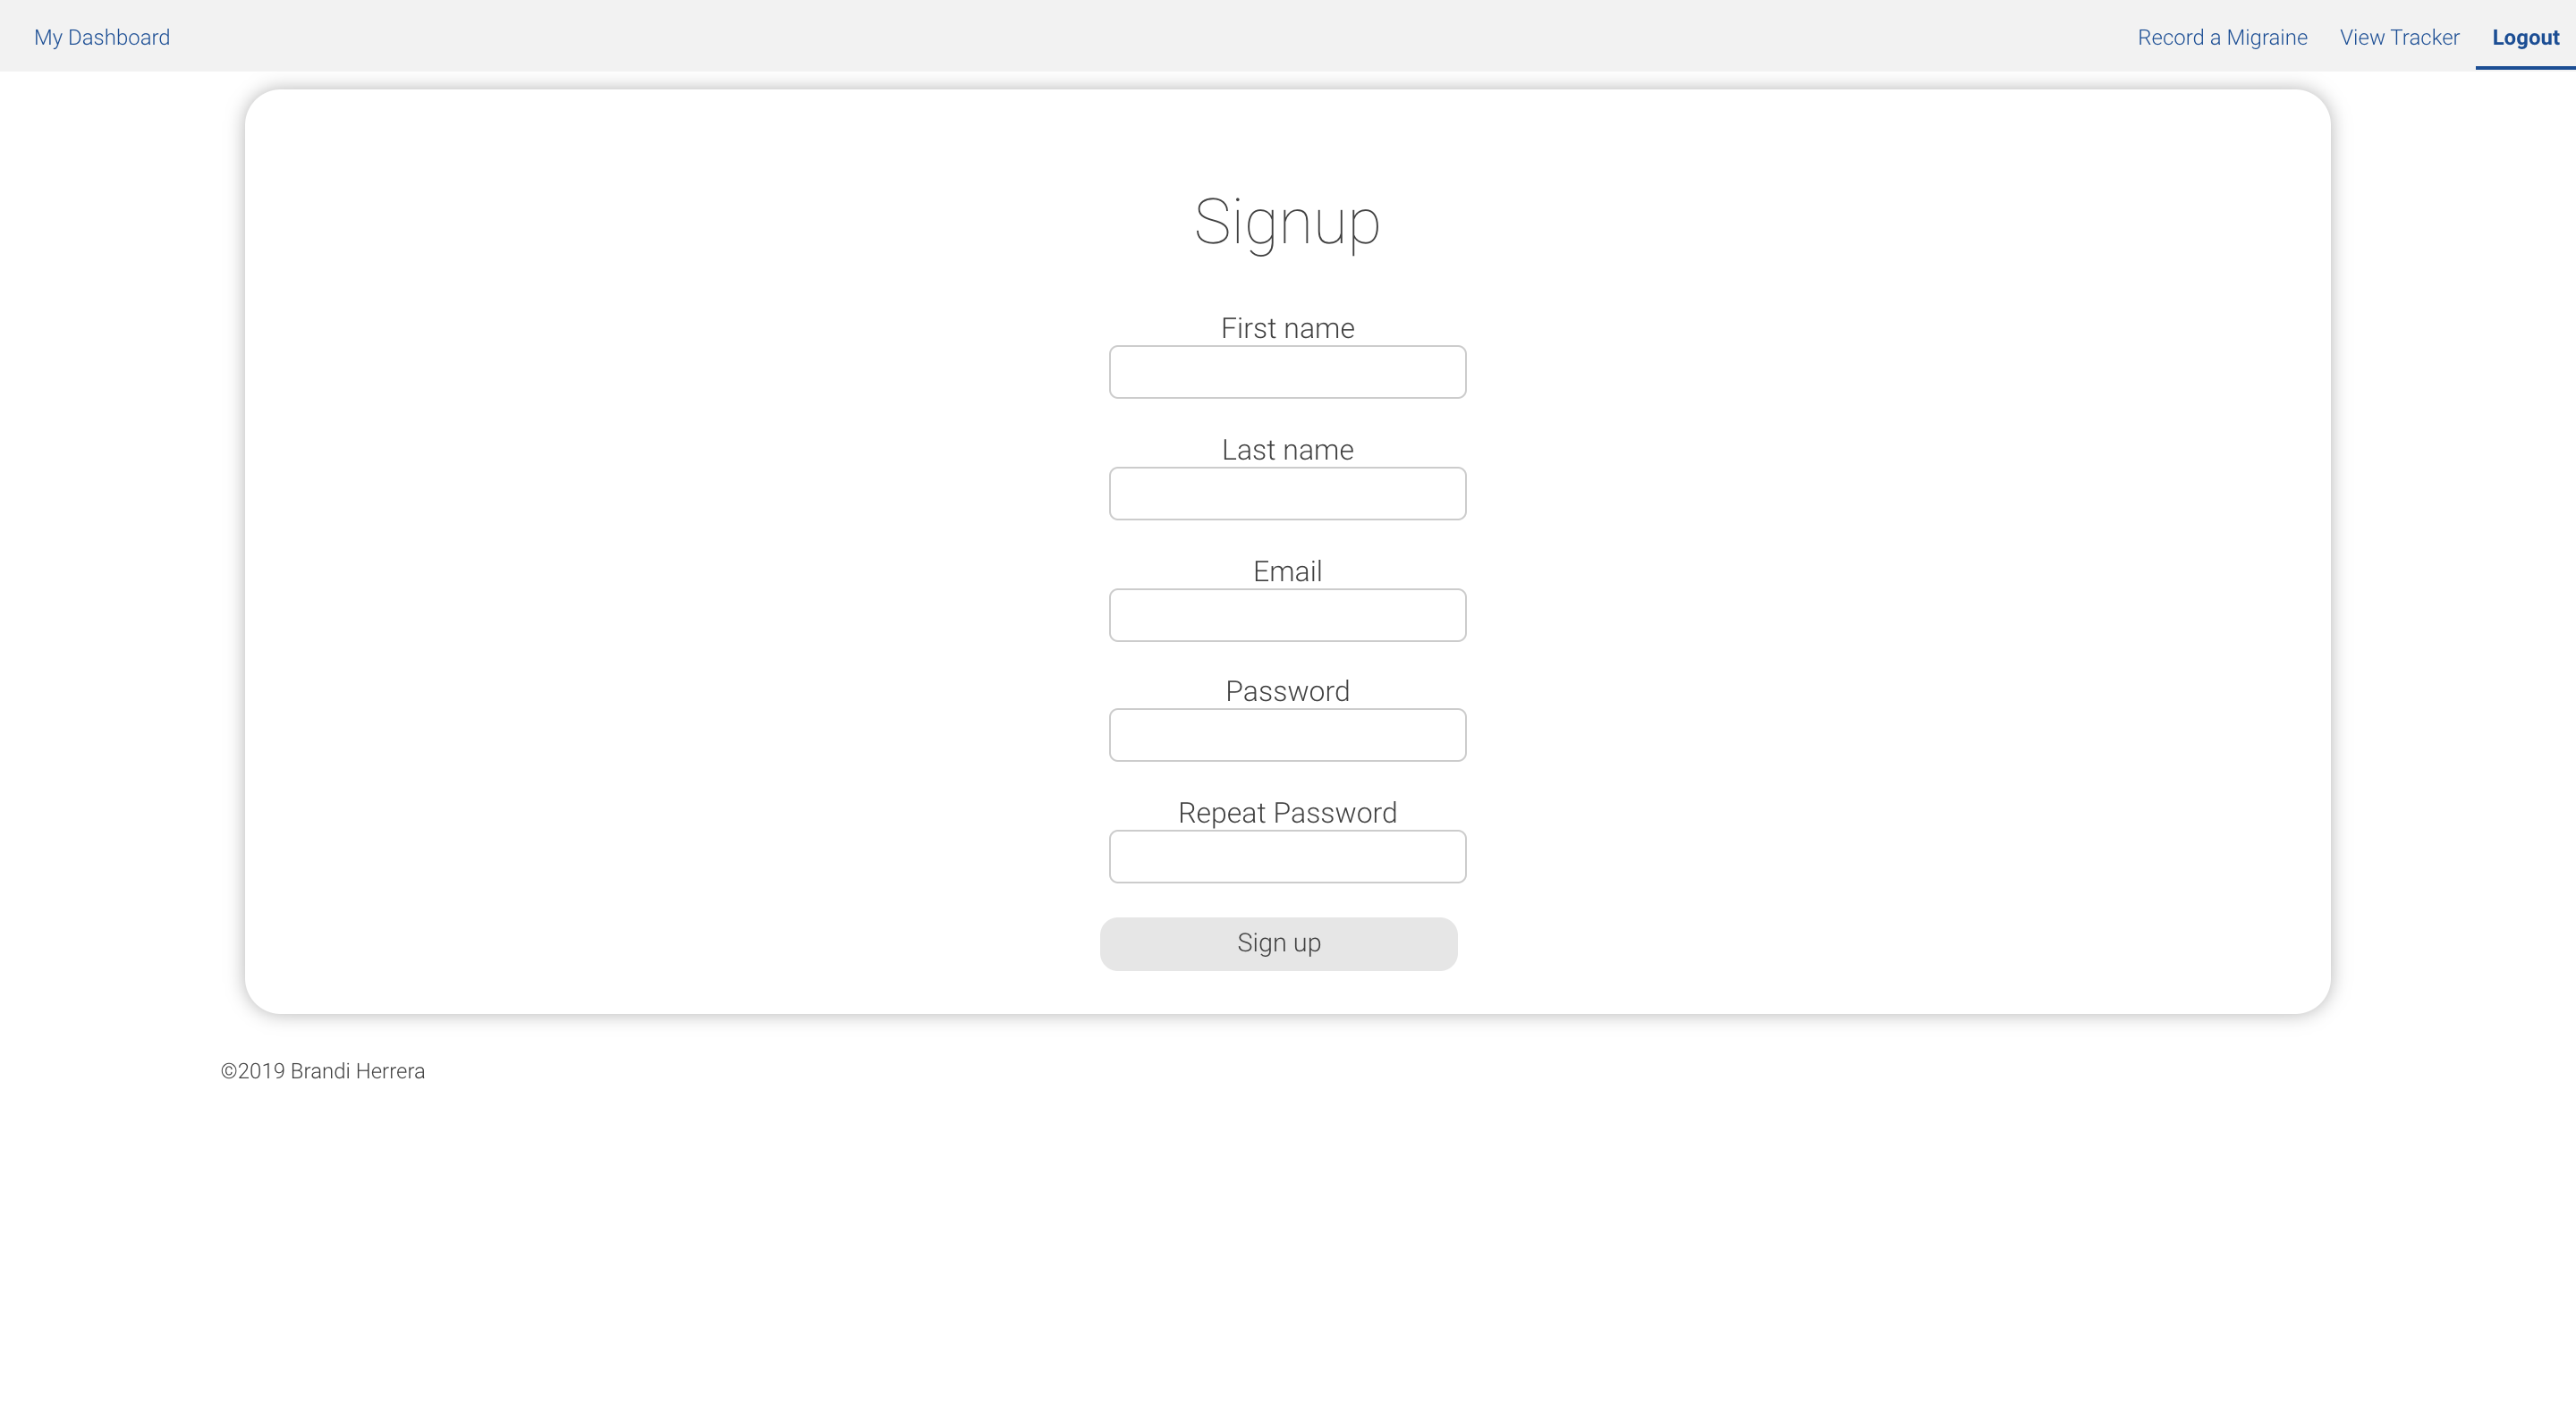 My Dashboard Record a Migraine View Tracker Logout
Signup
First name
Last name
Email
Password
Repeat Password
Sign up
©2019 Brandi Herrera